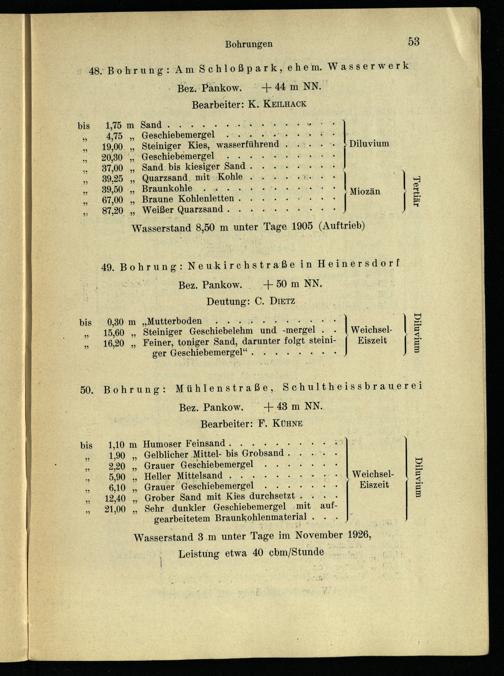 Bohrungen 53
48. Bohrung: Am Schloßpark, ehem. Wasserwerk
Bez. Pankow. + 44 m NN.
Bearbeiter: K. KEILHACK
bis 1,75 m Sand . . . . . . . . . . . . .
„ 4,75 „ Geschiebemergel . . . . . . . .
„ 19,00 „ Steiniger Kies, wasserführend . . . . . Diluvium
„ 20,30 „ Geschiebemergel . . . . . . . .
„ 37,00 „ Sand bis kiesiger Sand . . . . . . .
„ 39,25 „ Quarzsand mit Kohle . . . . . . .
„ 39,50 „ Braunkohle . . . . . . . . . . Miozän Tertiär
„ 67,00 „ Braune Kohlenletten . . . . . . . .
„ 87,20 „ Weißer Quarzsand . . . . . . . . .
Wasserstand 8,50 m unter Tage 1905 (Auftrieb)
49. Bohrung: Neukirchstraße in Heinersdorf
Bez. Pankow. + 50 m NN.
Deutung: C. DIETZ
bis 0,30 m „Mutterboden . . . . . . . . . .
„ 15,60 „ Steiniger Geschiebelehm und -mergel . . Weichsel- Diluvium
„ 16,20 „ Feiner, toniger Sand, darunter folgt steini- Eiszeit
ger Geschiebemergel“ . . . . . . .
50. Bohrung: Mühlenstraße, Schultheissbrauerei
Bez. Pankow. + 43 m NN.
Bearbeiter: F. KÜHNE
bis 1,10 m Humoser Feinsand . . . . . . . . .
„ 1,90 „ Gelblicher Mittel- bis Grobsand . . . .
„ 2,20 „ Grauer Geschiebemergel . . . . . . .
„ 5,90 „ Heller Mittelsand . . . . . . . . . Weichsel- Diluvium
„ 6,10 „ Grauer Geschiebemergel . . . . . . . Eiszeit
„ 12,40 „ Grober Sand mit Kies durchsetzt . . . .
„ 21,00 „ Sehr dunkler Geschiebemergel mit auf-
gearbeitetem Braunkohlenmaterial . . .
Wasserstand 3 m unter Tage im November 1926,
Leistung etwa 40 cbm/Stunde